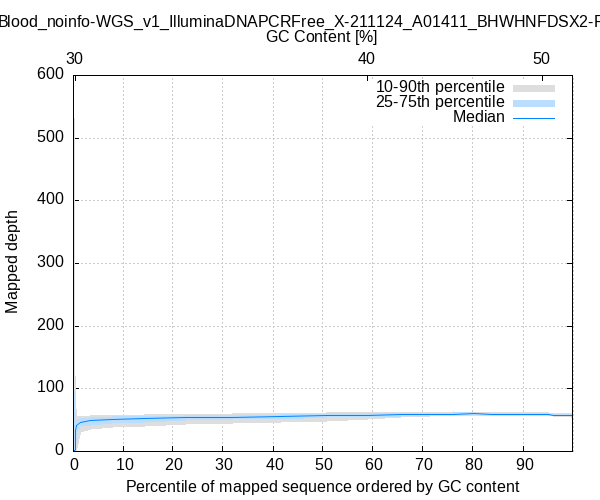 Blood_noinfo-WGS_v1_IlluminaDNAPCRFree_X-211124_A01411_BHWHNFDSX2-
GC Content [%]
30 40 50
600
500
400
300
200
100
0
10-90th percentile
25-75th percentile
Median
Mapped depth
0 10 20 30 40 50 60 70 80 90
Percentile of mapped sequence ordered by GC content